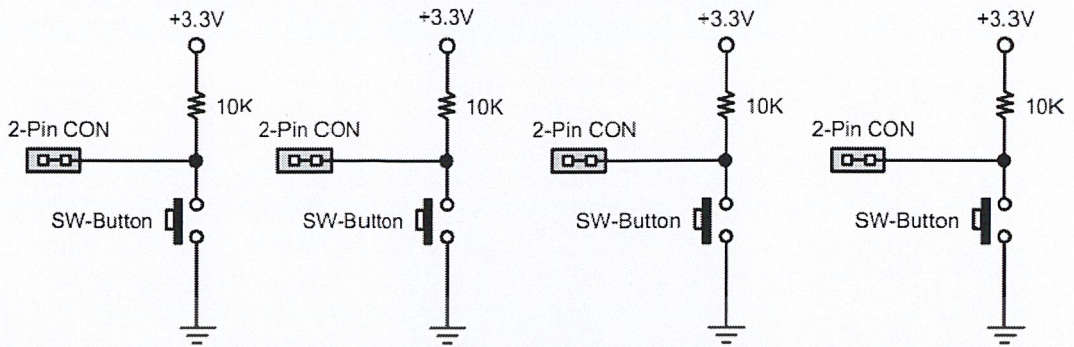 +3.3V +3.3V +3.3V +3.3V
10K 10K 10K 10K
2-Pin CON 2-Pin CON 2-Pin CON 2-Pin CON
SW-Button SW-Button SW-Button SW-Button